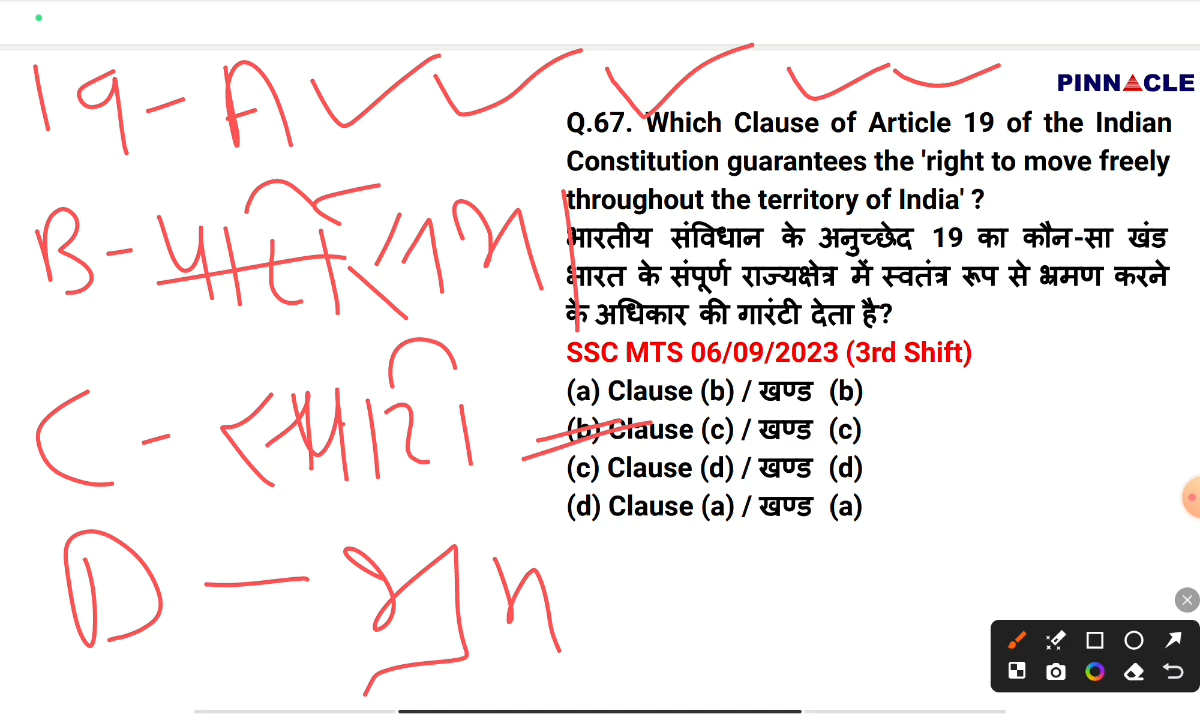 PINNACLE
Q.67. Which Clause of Article 19 of the Indian
Constitution guarantees the 'right to move freely
throughout the territory of India' ?
भारतीय संविधान के अनुच्छेद 19 का कौन-सा खंड
भारत के संपूर्ण राज्यक्षेत्र में स्वतंत्र रूप से भ्रमण करने
के अधिकार की गारंटी देता है?
SSC MTS 06/09/2023 (3rd Shift)
(a) Clause (b) / खण्ड (b)
(b) Clause (c) / खण्ड (c)
(c) Clause (d) / खण्ड (d)
(d) Clause (a) / खण्ड (a)
19-A
B-
C-
D-